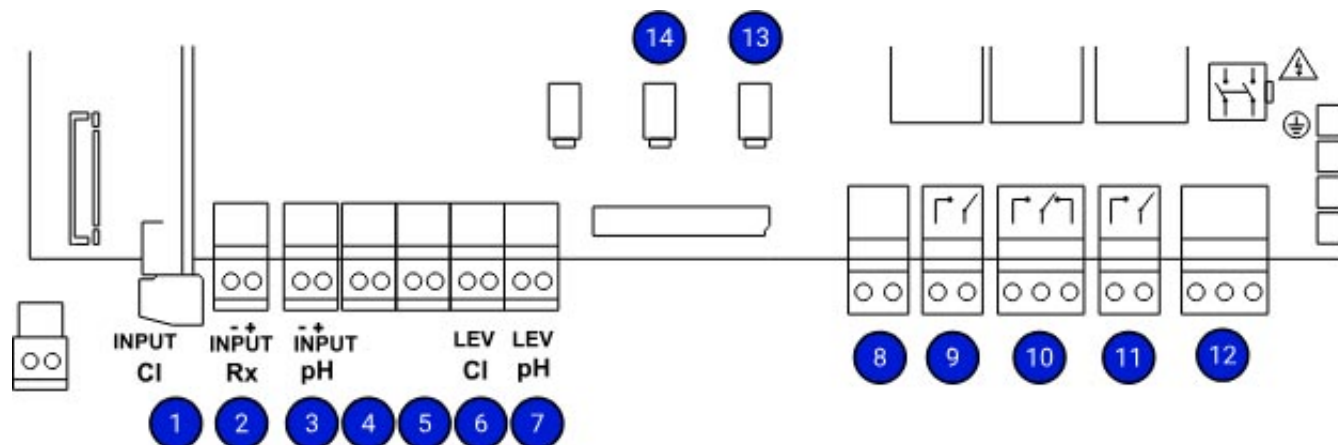 14 13
INPUT
Cl
- +
INPUT
Rx
- +
INPUT
pH
LEV
Cl
LEV
pH
1 2 3 4 5 6 7 8 9 10 11 12